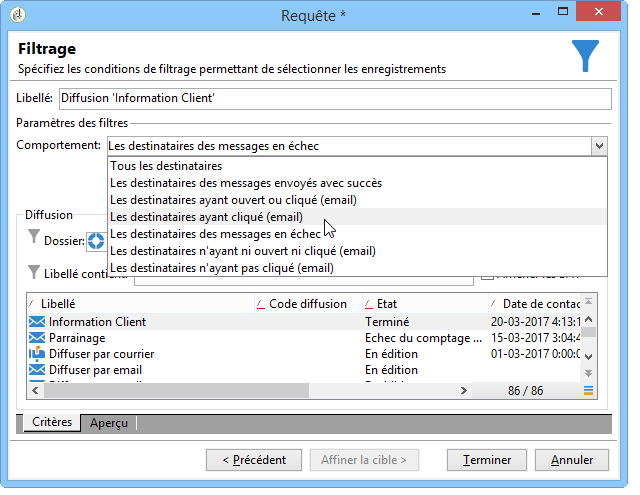 Requête *
Filtrage
Spécifiez les conditions de filtrage permettant de sélectionner les enregistrements
Libellé: Diffusion 'Information Client'
Paramètres des filtres
Comportement: Les destinataires des messages en échec
Tous les destinataires
Les destinataires des messages envoyés avec succès
Les destinataires ayant ouvert ou cliqué (email)
Les destinataires ayant cliqué (email)
Les destinataires des messages en échec
Les destinataires n'ayant ni ouvert ni cliqué (email)
Les destinataires n'ayant pas cliqué (email)
Diffusion
Dossier:
Libellé
Libellé Code diffusion Etat Date de contac
Information Client Terminé 20-03-2017 4:13:1
Parrainage Echec du comptage ... 15-03-2017 3:04:4
Diffuser par courrier En édition 01-03-2017 0:00:0
Diffuser par email En édition
86 / 86
Critères Aperçu
< Précédent Affiner la cible > Terminer Annuler